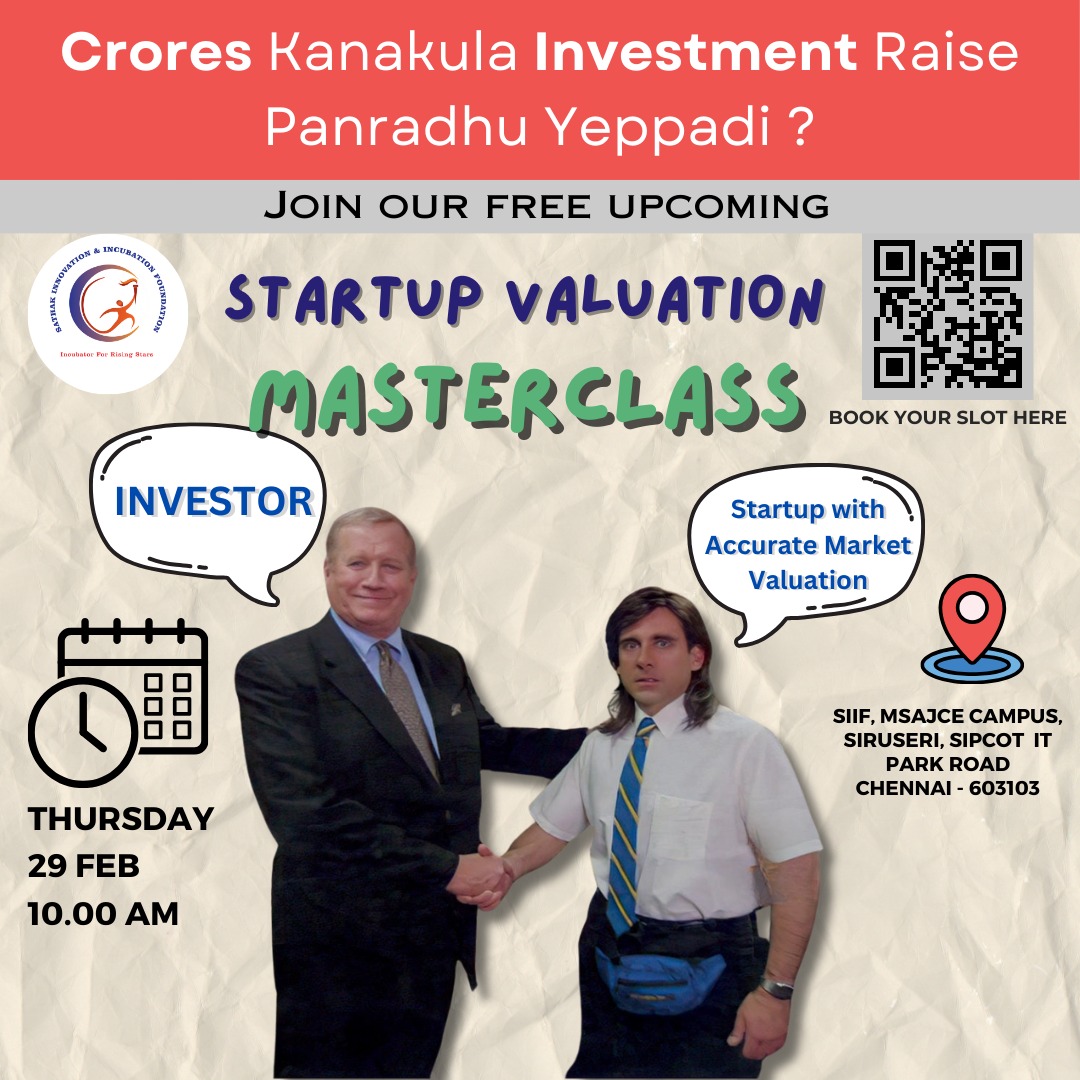 Crores Kanakula Investment Raise
Panradhu Yeppadi ?
JOIN OUR FREE UPCOMING
SATHAK INNOVATION & INCUBATION FOUNDATION
Incubator For Rising Stars
STARTUP VALUATION
MASTERCLASS
BOOK YOUR SLOT HERE
INVESTOR
Startup with
Accurate Market
Valuation
SIIF, MSAJCE CAMPUS,
SIRUSERI, SIPCOT IT
PARK ROAD
CHENNAI - 603103
THURSDAY
29 FEB
10.00 AM